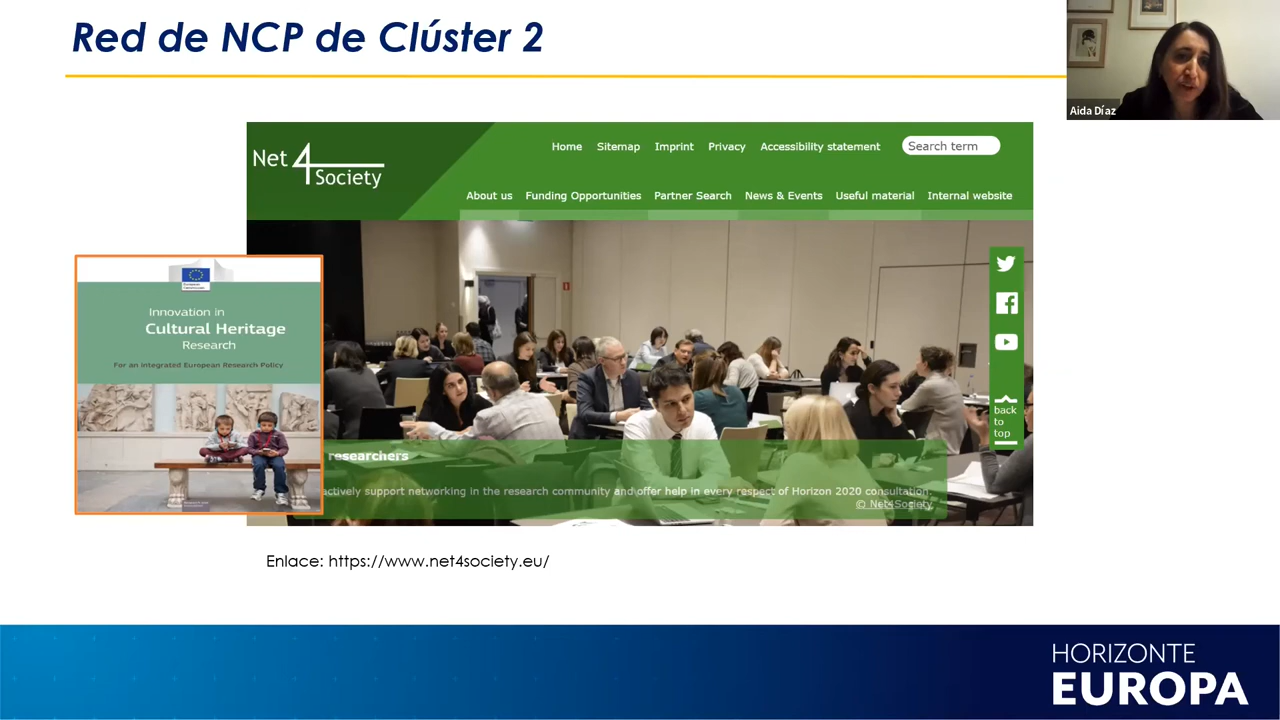 Red de NCP de Clúster 2
Aida Díaz
Net 4 Society
Home Sitemap Imprint Privacy Accessibility statement Search term
About us Funding Opportunities Partner Search News & Events Useful material Internal website
Innovation in
Cultural Heritage
Research
For an integrated European Research Policy
back
to
top
researchers
actively support networking in the research community and offer help in every respect of Horizon 2020 consultation.
© Net4Society
Enlace: https://www.net4society.eu/
HORIZONTE
EUROPA